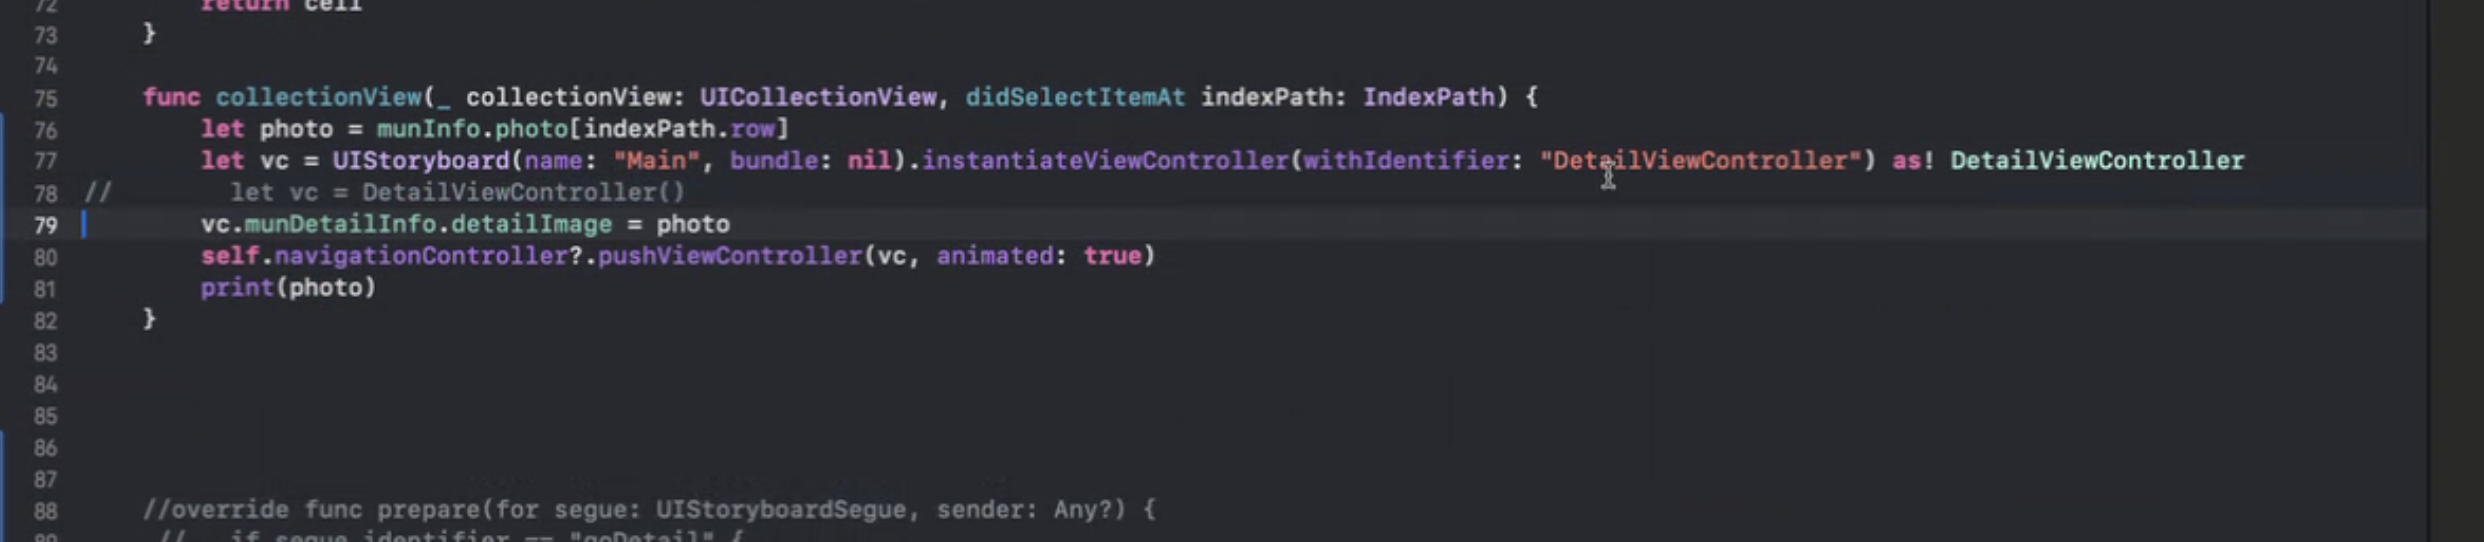 72            return cell
73        }
74
75        func collectionView(_ collectionView: UICollectionView, didSelectItemAt indexPath: IndexPath) {
76            let photo = munInfo.photo[indexPath.row]
77            let vc = UIStoryboard(name: "Main", bundle: nil).instantiateViewController(withIdentifier: "DetailViewController") as! DetailViewController
78    //        let vc = DetailViewController()
79            vc.munDetailInfo.detailImage = photo
80            self.navigationController?.pushViewController(vc, animated: true)
81            print(photo)
82        }
83
84
85
86
87
88        //override func prepare(for segue: UIStoryboardSegue, sender: Any?) {
89         //   if segue.identifier == "goDetail" {